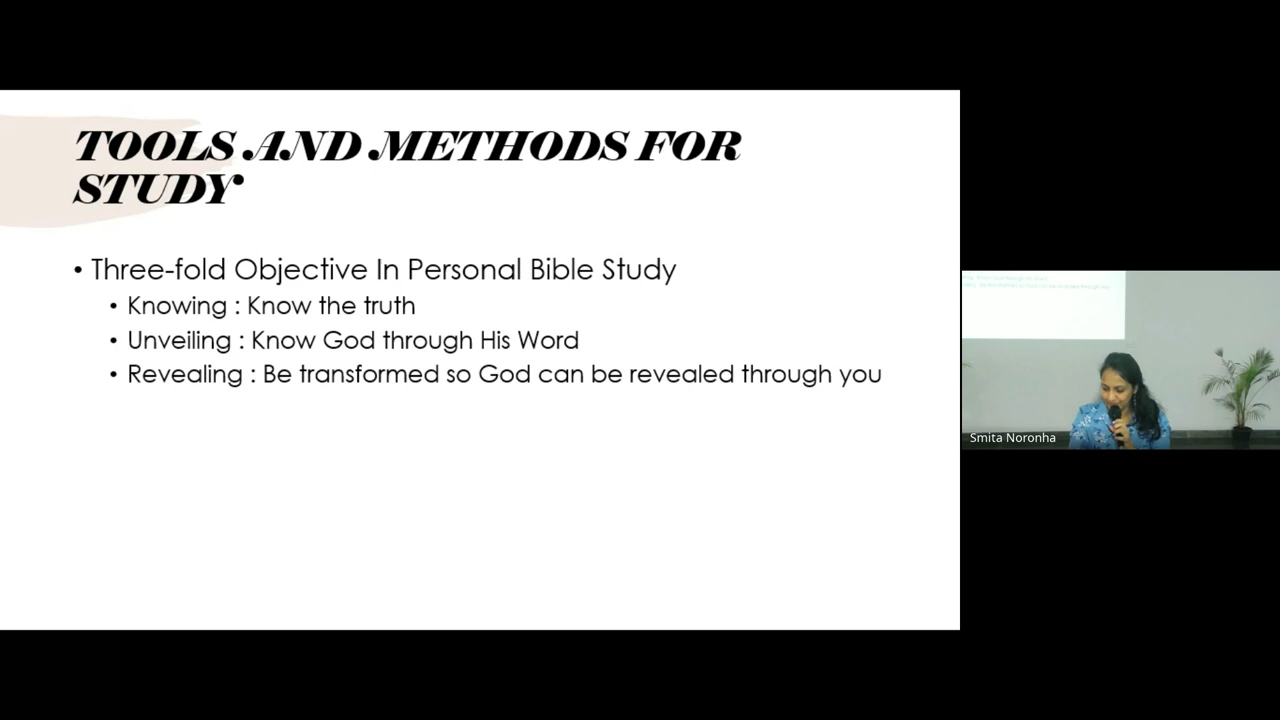 TOOLS AND METHODS FOR
STUDY
• Three-fold Objective In Personal Bible Study
• Knowing : Know the truth
• Unveiling : Know God through His Word
• Revealing : Be transformed so God can be revealed through you
Smita Noronha